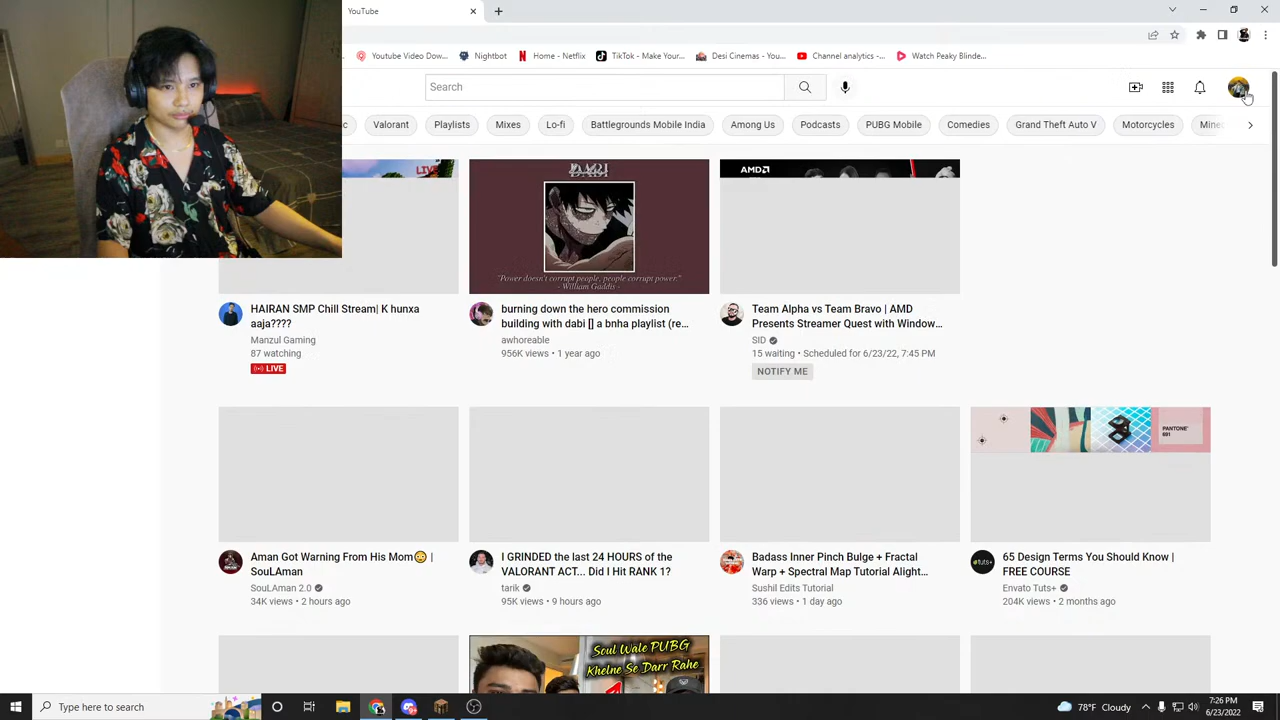 YouTube
Youtube Video Dow...
Nightbot
Home - Netflix
TikTok - Make Your...
Desi Cinemas - You...
Channel analytics -...
Watch Peaky Blinde...
Search
Valorant
Playlists
Mixes
Lo-fi
Battlegrounds Mobile India
Among Us
Podcasts
PUBG Mobile
Comedies
Grand Theft Auto V
Motorcycles
LIVE
DABI
"Power doesn't corrupt people, people corrupt power."
- William Gaddis -
AMD
HAIRAN SMP Chill Stream| K hunxa
aja????
Manzul Gaming
87 watching
LIVE
burning down the hero commission
building with dabi [] a bnha playlist (re...
awhoreable
956K views • 1 year ago
Team Alpha vs Team Bravo | AMD
Presents Streamer Quest with Window...
SID
15 waiting • Scheduled for 6/23/22, 7:45 PM
NOTIFY ME
PANTONE®
691
Aman Got Warning From His Mom😳 |
SouLAman
SouLAman 2.0
34K views • 2 hours ago
I GRINDED the last 24 HOURS of the
VALORANT ACT... Did I Hit RANK 1?
tarik
95K views • 9 hours ago
Badass Inner Pinch Bulge + Fractal
Warp + Spectral Map Tutorial Alight...
Sushil Edits Tutorial
336 views • 1 day ago
65 Design Terms You Should Know |
FREE COURSE
Envato Tuts+
204K views • 2 months ago
Soul Wale PUBG
Khelne Se Darr Rahe
Type here to search
78°F Cloudy
7:26 PM
6/23/2022